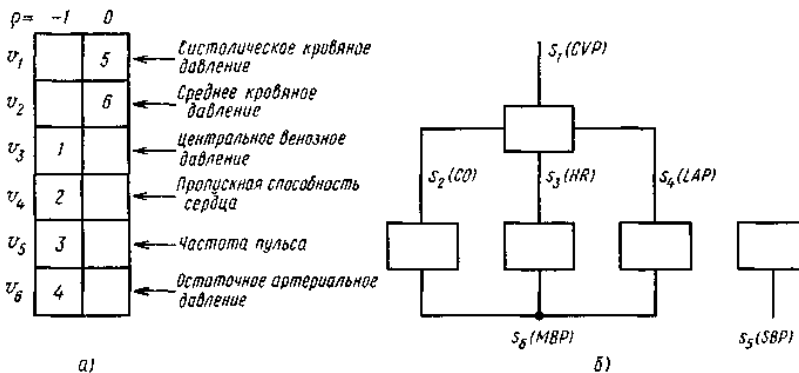 ρ= -1 0
v₁ 5 Систолическое кровяное
давление
v₂ 6 Среднее кровяное
давление
v₃ 1 Центральное венозное
давление
v₄ 2 Пропускная способность
сердца
v₅ 3 Частота пульса
v₆ 4 Остаточное артериальное
давление
а)
s₁(CVP)
s₂(CO) s₃(HR) s₄(LAP)
s₆(MBP) s₅(SBP)
б)